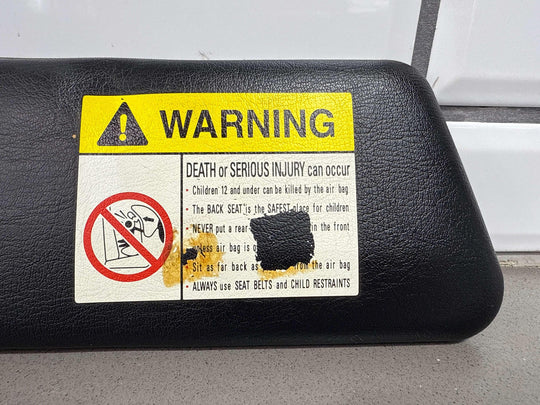 WARNING
DEATH or SERIOUS INJURY can occur
• Children 12 and under can be killed by the air bag
• The BACK SEAT is the SAFEST place for children
• NEVER put a rear- in the front
air bag is
• Sit as far back as from the air bag
• ALWAYS use SEAT BELTS and CHILD RESTRAINTS